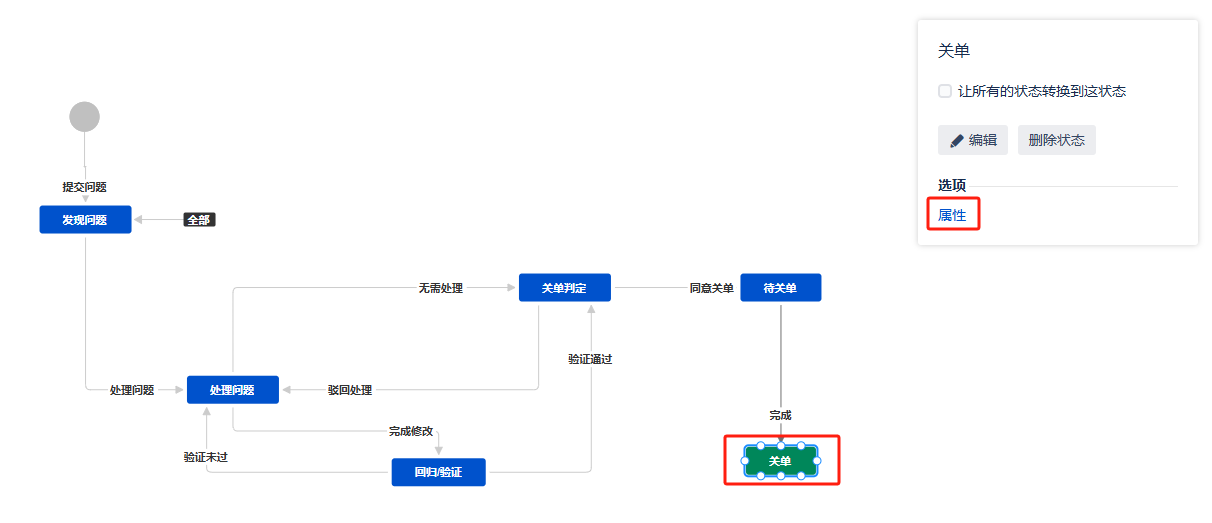 关单
让所有的状态转换到这状态
编辑
删除状态
选项
属性
提交问题
发现问题
全部
无需处理
关单判定
同意关单
待关单
验证通过
处理问题
处理问题
驳回处理
完成
完成修改
验证未过
回归/验证
关单